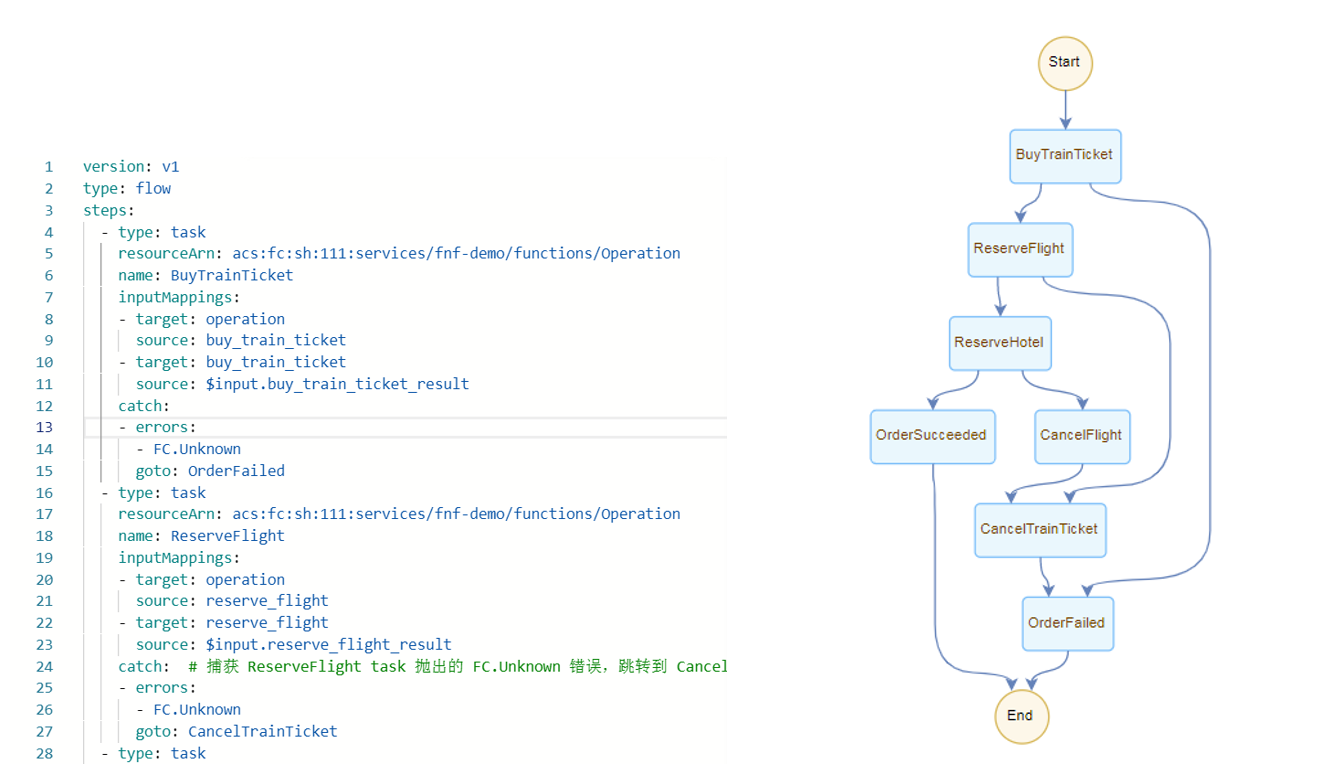 1 version: v1
2 type: flow
3 steps:
4 - type: task
5 resourceArn: acs:fc:sh:111:services/fnf-demo/functions/Operation
6 name: BuyTrainTicket
7 inputMappings:
8 - target: operation
9 source: buy_train_ticket
10 - target: buy_train_ticket
11 source: $input.buy_train_ticket_result
12 catch:
13 - errors:
14 - FC.Unknown
15 goto: OrderFailed
16 - type: task
17 resourceArn: acs:fc:sh:111:services/fnf-demo/functions/Operation
18 name: ReserveFlight
19 inputMappings:
20 - target: operation
21 source: reserve_flight
22 - target: reserve_flight
23 source: $input.reserve_flight_result
24 catch: # 捕获 ReserveFlight task 抛出的 FC.Unknown 错误，跳转到 Cancel
25 - errors:
26 - FC.Unknown
27 goto: CancelTrainTicket
28 - type: task
Start
BuyTrainTicket
ReserveFlight
ReserveHotel
OrderSucceeded
CancelFlight
CancelTrainTicket
OrderFailed
End